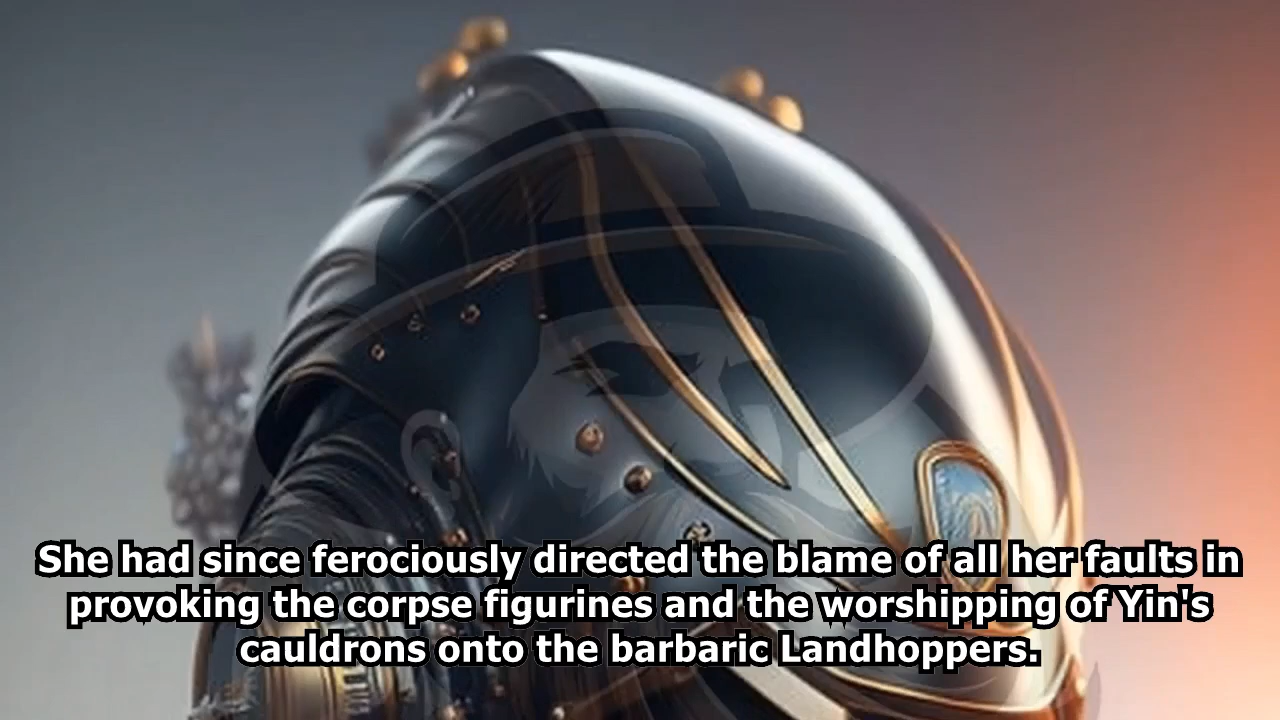 She had since ferociously directed the blame of all her faults in
provoking the corpse figurines and the worshipping of Yin's
cauldrons onto the barbaric Landhoppers.